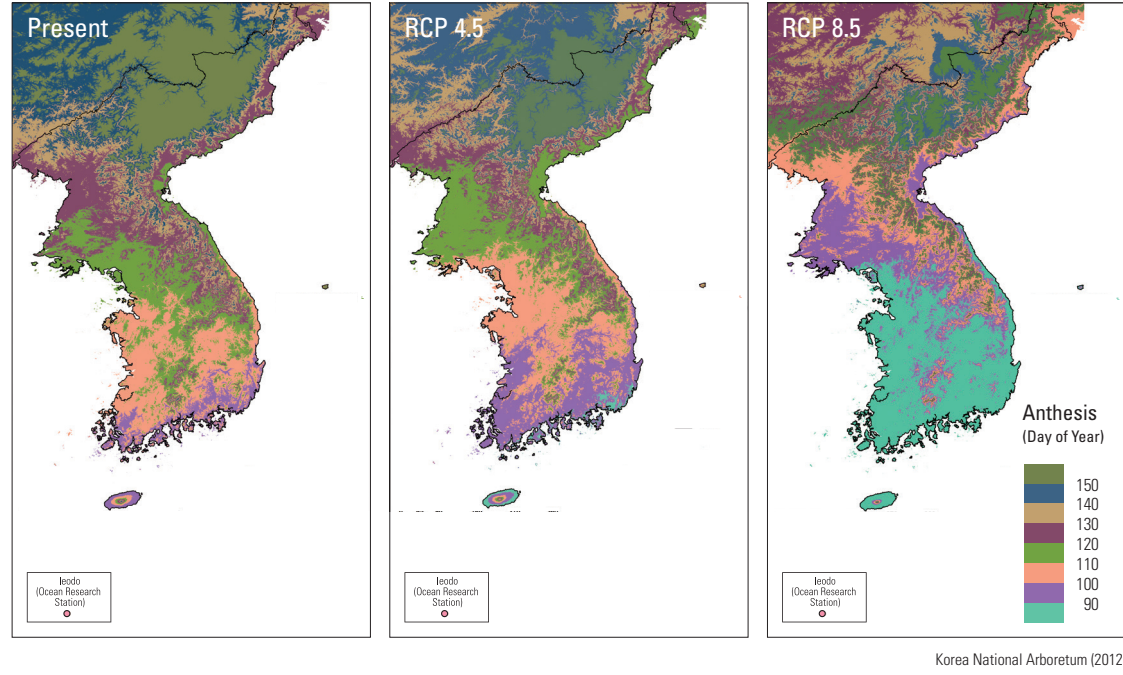 Present
RCP 4.5
RCP 8.5
Ieodo
(Ocean Research
Station)
Ieodo
(Ocean Research
Station)
Ieodo
(Ocean Research
Station)
Anthesis
(Day of Year)
150
140
130
120
110
100
90
Korea National Arboretum (2012